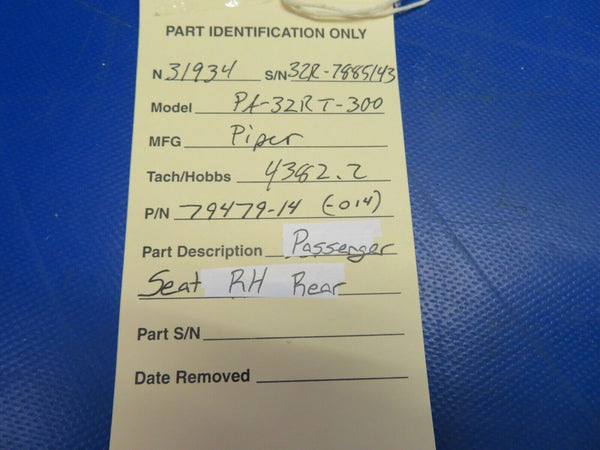 PART IDENTIFICATION ONLY
N 31934 S/N 32R-7885143
Model PA-32RT-300
MFG Piper
Tach/Hobbs 4382.2
P/N 79479-14 (-014)
Part Description Passenger
Seat RH Rear
Part S/N
Date Removed